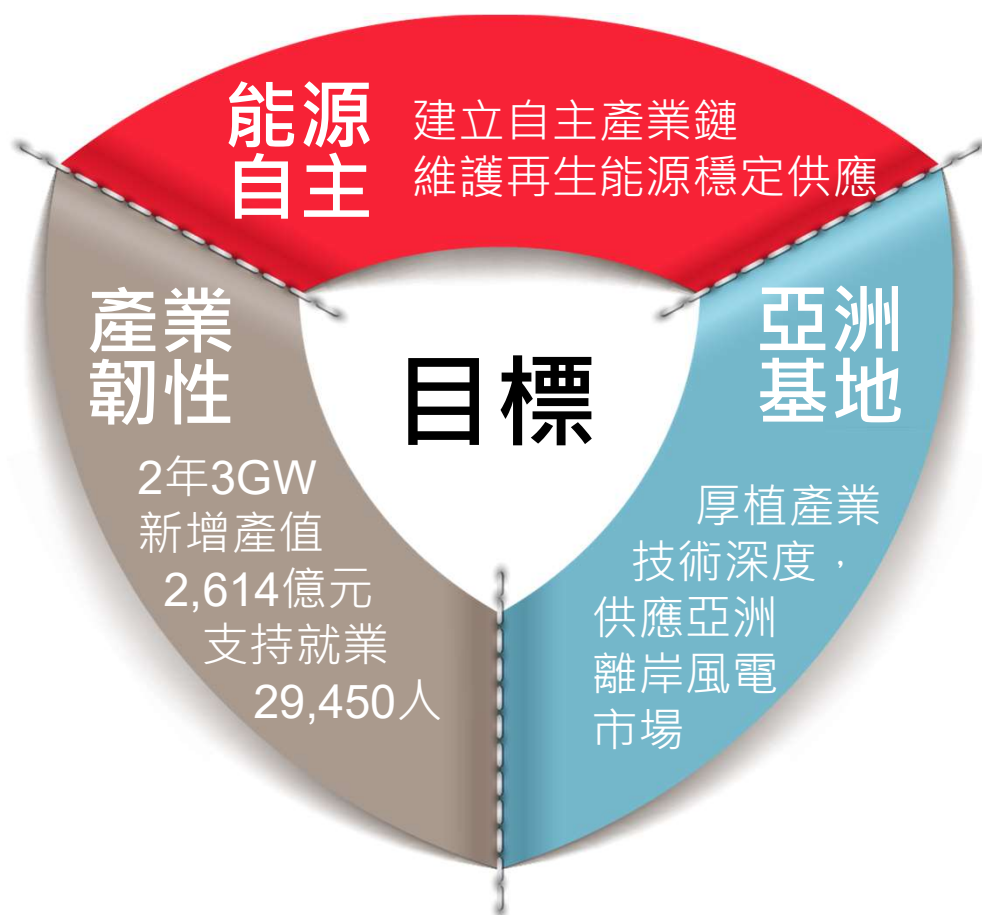 能源
自主
建立自主產業鏈
維護再生能源穩定供應
產業
韌性
2年3GW
新增產值
2,614億元
支持就業
29,450人
目標
亞洲
基地
厚植產業
技術深度，
供應亞洲
離岸風電
市場